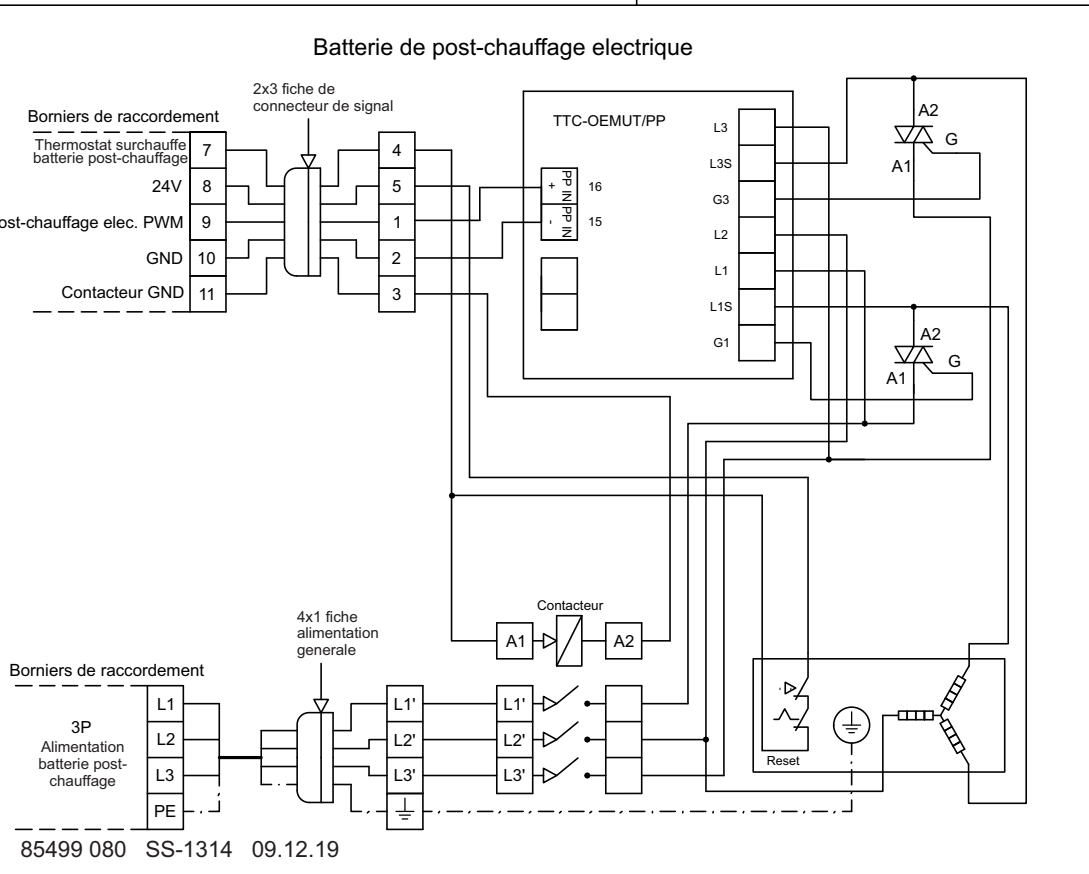 Batterie de post-chauffage electrique
2x3 fiche de
connecteur de signal
Borniers de raccordement
Thermostat surchauffe
batterie post-chauffage
7
24V
8
ost-chauffage elec. PWM
9
GND
10
Contacteur GND
11
4
5
1
2
3
TTC-OEMUT/PP
+
PP IN
16
-
PP IN
15
L3
L3S
G3
L2
L1
L1S
G1
A2
G
A1
A2
G
A1
Contacteur
A1
A2
4x1 fiche
alimentation
generale
Borniers de raccordement
3P
Alimentation
batterie post-
chauffage
L1
L2
L3
PE
L1'
L2'
L3'
L1'
L2'
L3'
Reset
85499 080 SS-1314 09.12.19